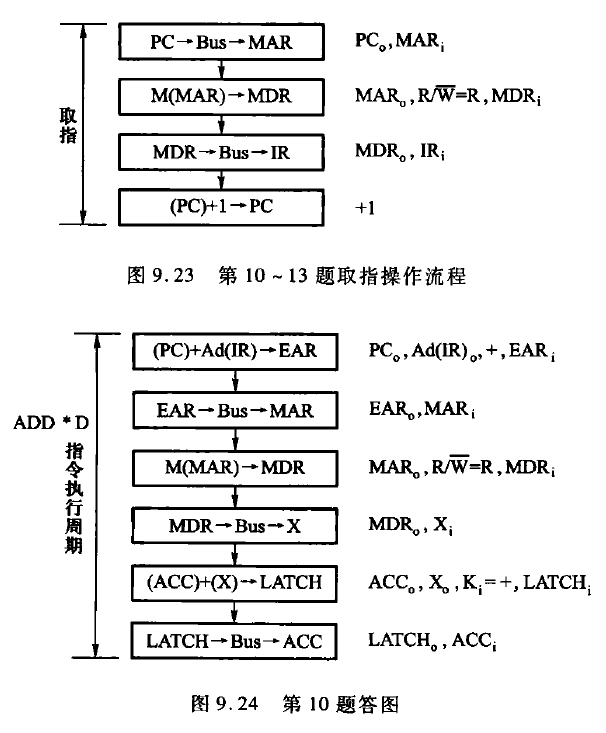 取指
PC→Bus→MAR PCo, MARi
M(MAR)→MDR MARo, R/W̅=R, MDRi
MDR→Bus→IR MDRo, IRi
(PC)+1→PC +1
图 9.23 第 10~13 题取指操作流程
ADD *D
指令执行周期
(PC)+Ad(IR)→EAR PCo, Ad(IR)o, +, EARi
EAR→Bus→MAR EARo, MARi
M(MAR)→MDR MARo, R/W̅=R, MDRi
MDR→Bus→X MDRo, Xi
(ACC)+(X)→LATCH ACCo, Xo, Ki=+, LATCHi
LATCH→Bus→ACC LATCHo, ACCi
图 9.24 第 10 题答图